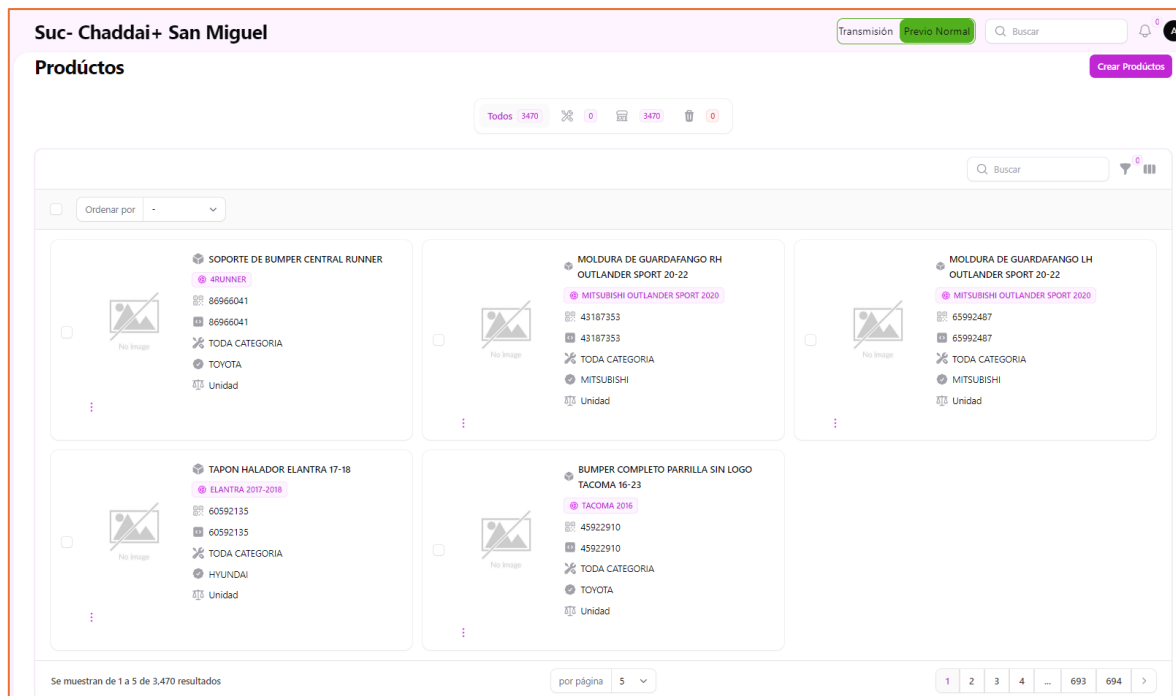 Suc- Chaddai+ San Miguel
Transmisión Previo Normal Buscar 0 A
Prodúctos
Crear Prodúctos
Todos 3470 0 3470 0
Buscar 0
Ordenar por -
SOPORTE DE BUMPER CENTRAL RUNNER
4RUNNER
86966041
86966041
TODA CATEGORIA
TOYOTA
Unidad
No Image
MOLDURA DE GUARDAFANGO RH
OUTLANDER SPORT 20-22
MITSUBISHI OUTLANDER SPORT 2020
43187353
43187353
TODA CATEGORIA
MITSUBISHI
Unidad
No Image
MOLDURA DE GUARDAFANGO LH
OUTLANDER SPORT 20-22
MITSUBISHI OUTLANDER SPORT 2020
65992487
65992487
TODA CATEGORIA
MITSUBISHI
Unidad
No Image
TAPON HALADOR ELANTRA 17-18
ELANTRA 2017-2018
60592135
60592135
TODA CATEGORIA
HYUNDAI
Unidad
No Image
BUMPER COMPLETO PARRILLA SIN LOGO
TACOMA 16-23
TACOMA 2016
45922910
45922910
TODA CATEGORIA
TOYOTA
Unidad
No Image
Se muestran de 1 a 5 de 3,470 resultados
por página 5
1 2 3 4 ... 693 694